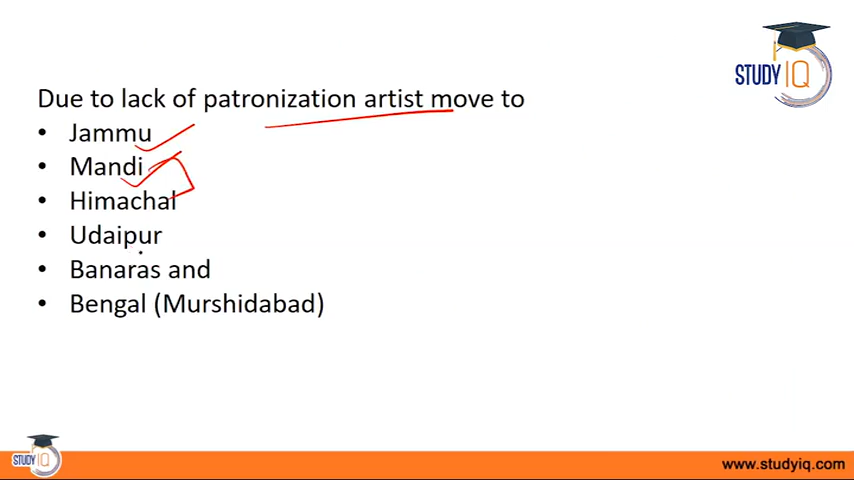 STUDY IQ
Due to lack of patronization artist move to
• Jammu
• Mandi
• Himachal
• Udaipur
• Banaras and
• Bengal (Murshidabad)
STUDY IQ
www.studyiq.com